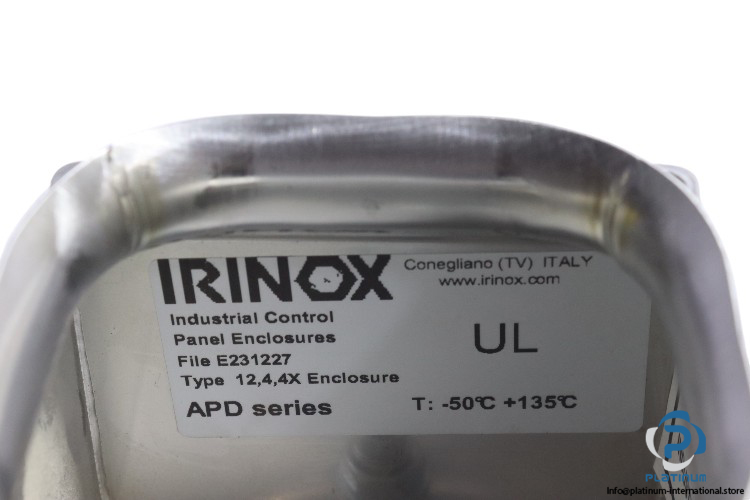 IRINOX
Conegliano (TV) ITALY
www.irinox.com
Industrial Control
Panel Enclosures
File E231227
Type 12,4,4X Enclosure
UL
APD series
T: -50°C +135°C
PLATINUM
Info@platinum-international.store